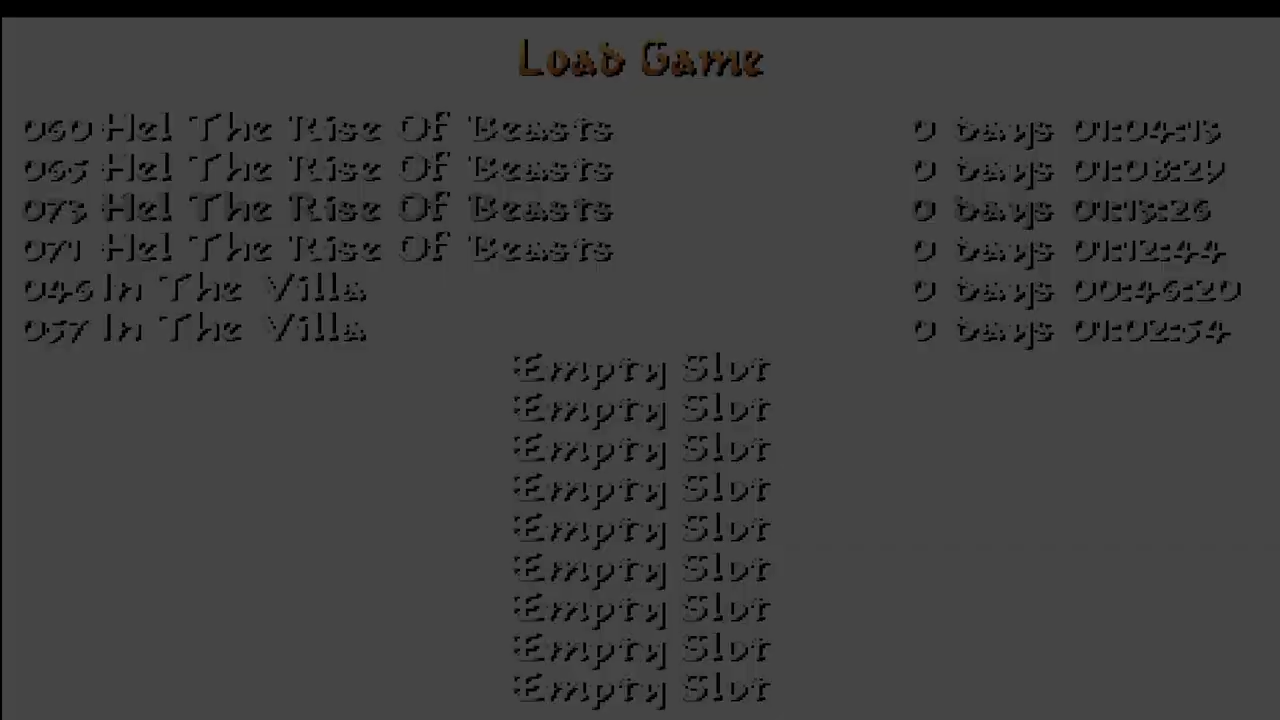 Load Game
060 Hel The Rise Of Beasts 0 days 01:04:13
065 Hel The Rise Of Beasts 0 days 01:08:29
073 Hel The Rise Of Beasts 0 days 01:13:26
071 Hel The Rise Of Beasts 0 days 01:12:44
046 In The Villa 0 days 00:46:20
057 In The Villa 0 days 01:02:54
Empty Slot
Empty Slot
Empty Slot
Empty Slot
Empty Slot
Empty Slot
Empty Slot
Empty Slot
Empty Slot